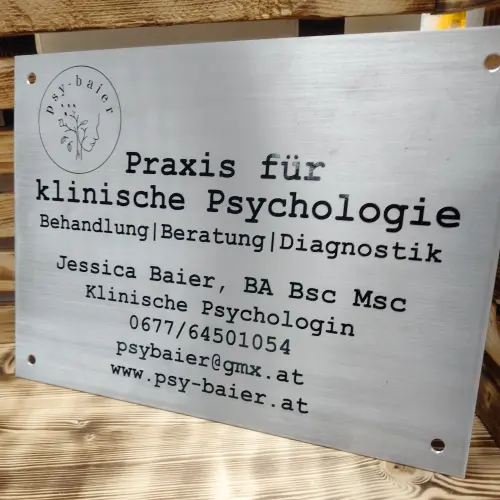 psy-baier
Praxis für
klinische Psychologie
Behandlung|Beratung|Diagnostik
Jessica Baier, BA Bsc Msc
Klinische Psychologin
0677/64501054
psybaier@gmx.at
www.psy-baier.at